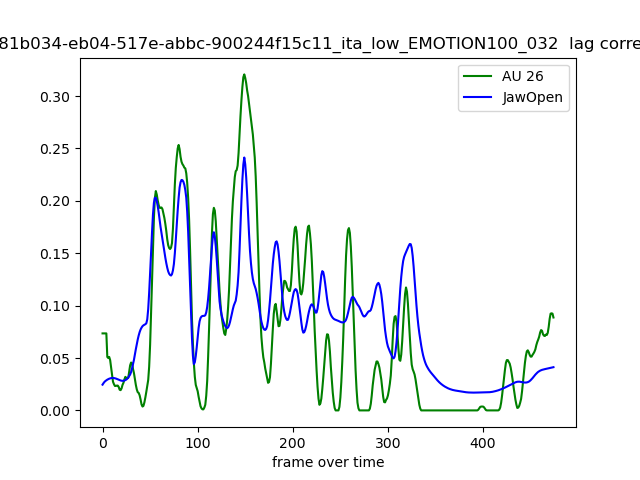 81b034-eb04-517e-abbc-900244f15c11_ita_low_EMOTION100_032 lag corre
AU 26
JawOpen
0.30
0.25
0.20
0.15
0.10
0.05
0.00
0 100 200 300 400
frame over time